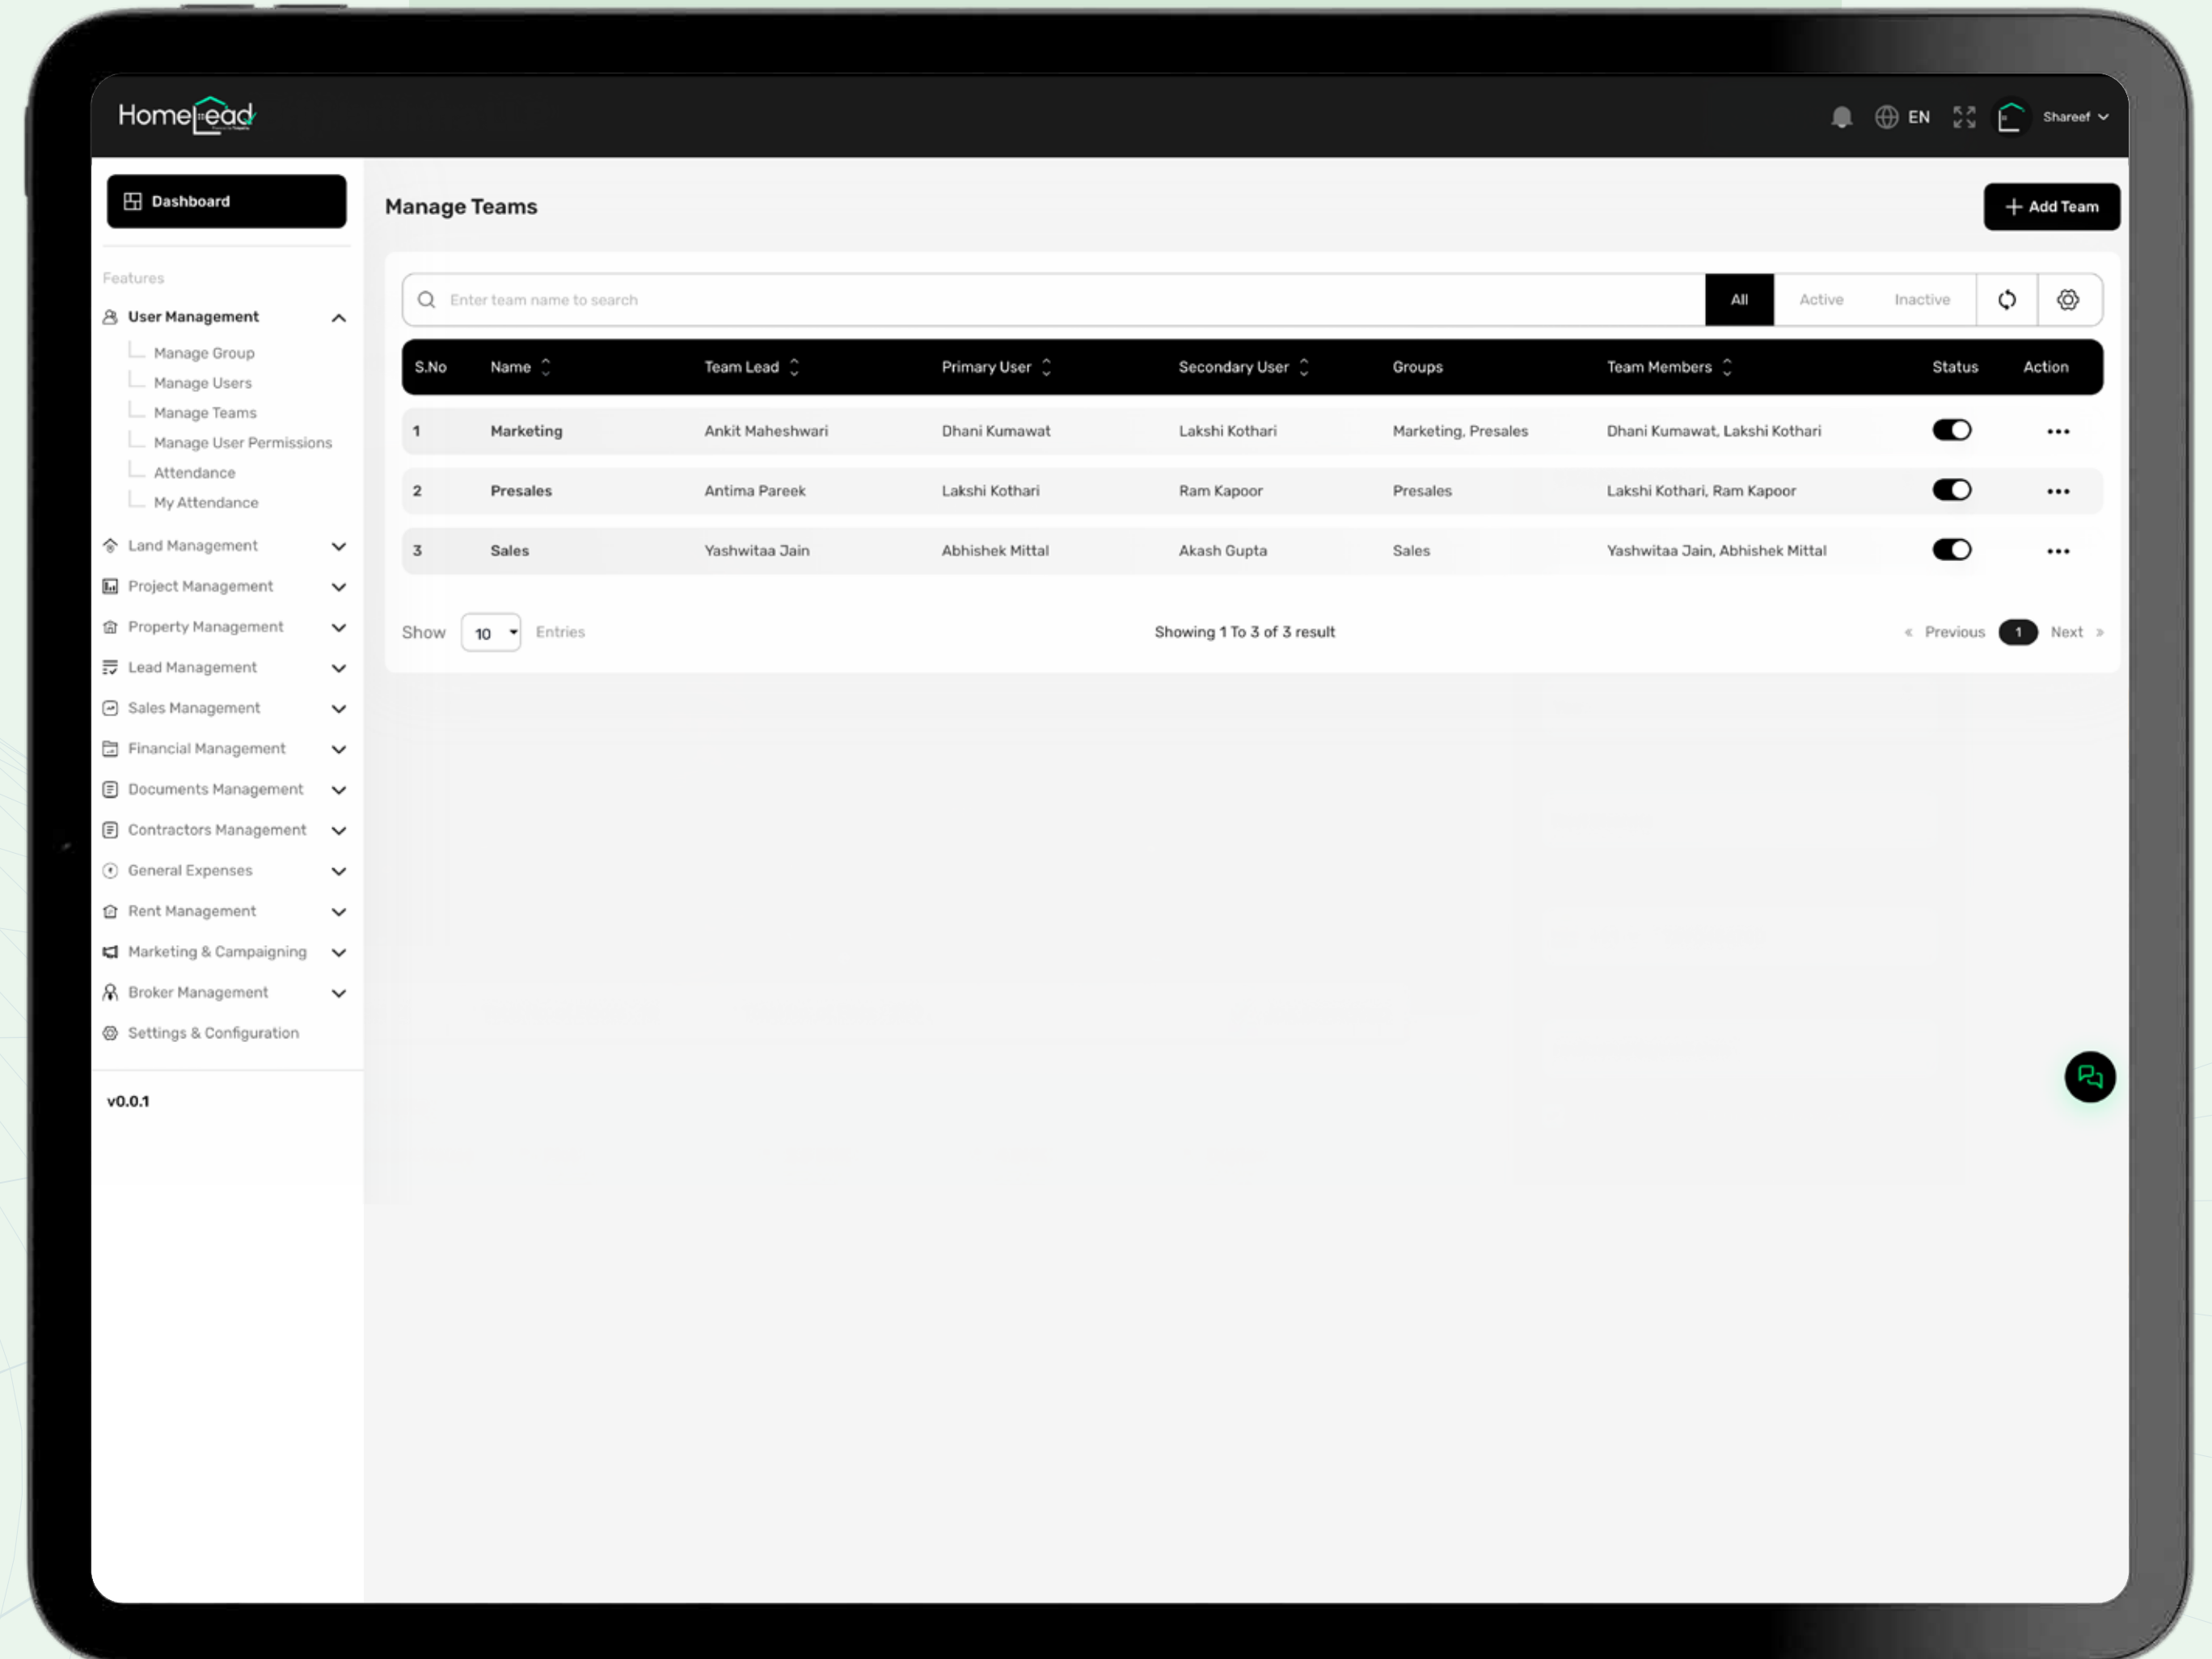 HomeLead
EN
Shareef
Dashboard
Manage Teams
+ Add Team
Features
User Management
Manage Group
Manage Users
Manage Teams
Manage User Permissions
Attendance
My Attendance
Land Management
Project Management
Property Management
Lead Management
Sales Management
Financial Management
Documents Management
Contractors Management
General Expenses
Rent Management
Marketing & Campaigning
Broker Management
Settings & Configuration
v0.0.1
Enter team name to search
All Active Inactive
S.No Name Team Lead Primary User Secondary User Groups Team Members Status Action
1 Marketing Ankit Maheshwari Dhani Kumawat Lakshi Kothari Marketing, Presales Dhani Kumawat, Lakshi Kothari
2 Presales Antima Pareek Lakshi Kothari Ram Kapoor Presales Lakshi Kothari, Ram Kapoor
3 Sales Yashwitaa Jain Abhishek Mittal Akash Gupta Sales Yashwitaa Jain, Abhishek Mittal
Show 10 Entries Showing 1 To 3 of 3 result « Previous 1 Next »